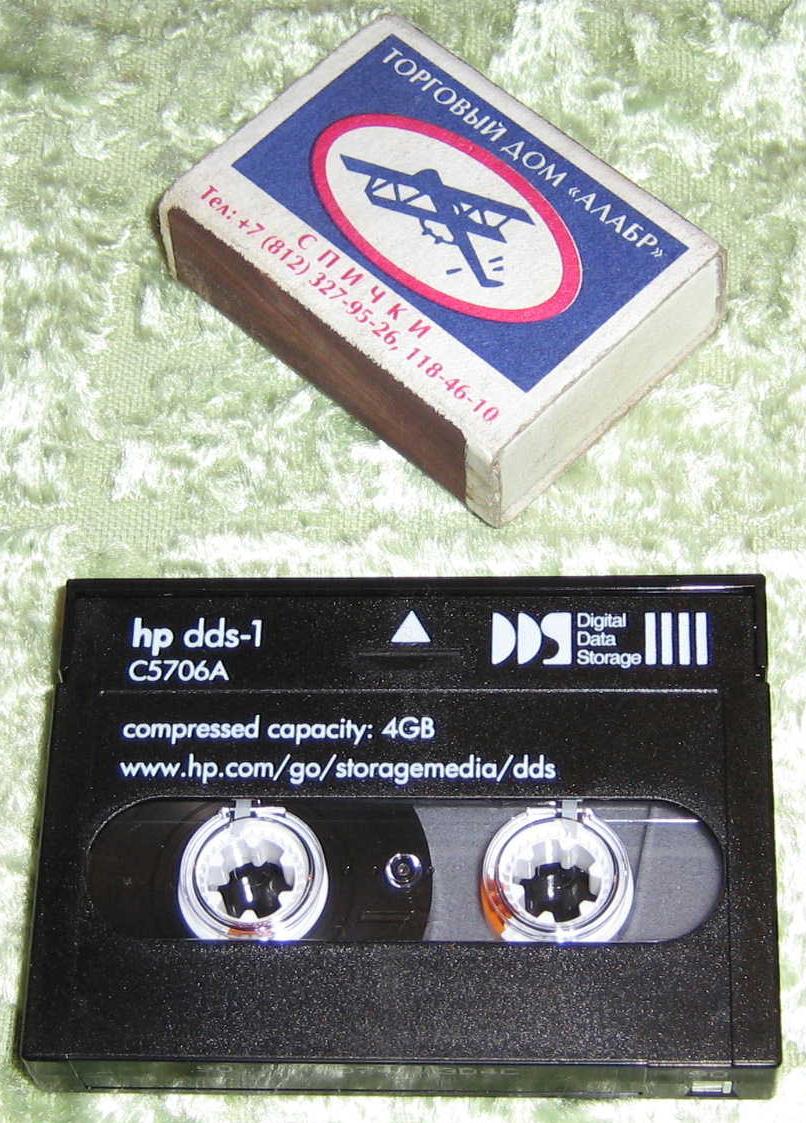 ТОРГОВЫЙ ДОМ «АЛАБР»
СПИЧКИ
Тел: +7 (812) 327-95-26, 118-46-10
hp dds-1
C5706A
DDS
Digital
Data
Storage
compressed capacity: 4GB
www.hp.com/go/storagemedia/dds